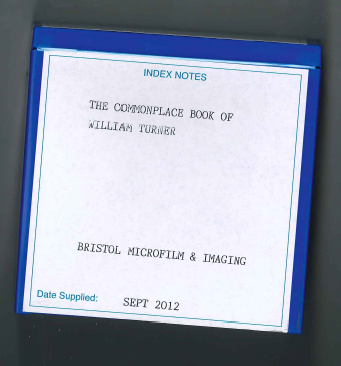 INDEX NOTES
THE COMMONPLACE BOOK OF
WILLIAM TURNER
BRISTOL MICROFILM & IMAGING
Date Supplied: SEPT 2012